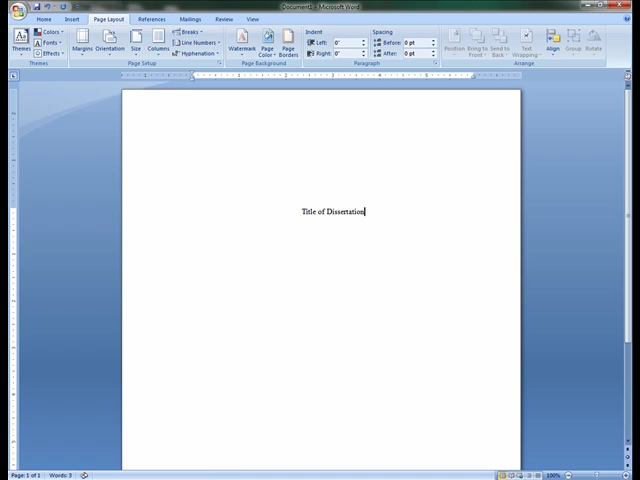 Document1 - Microsoft Word
Home Insert Page Layout References Mailings Review View
Themes Colors Fonts Effects Margins Orientation Size Columns Breaks Line Numbers Hyphenation Watermark Page Color Page Borders Indent Left: 0" Right: 0" Spacing Before: 0 pt After: 0 pt Position Bring to Front Send to Back Text Wrapping Align Group Rotate
Themes Page Setup Page Background Paragraph Arrange
Title of Dissertation
Page: 1 of 1 Words: 3 100%